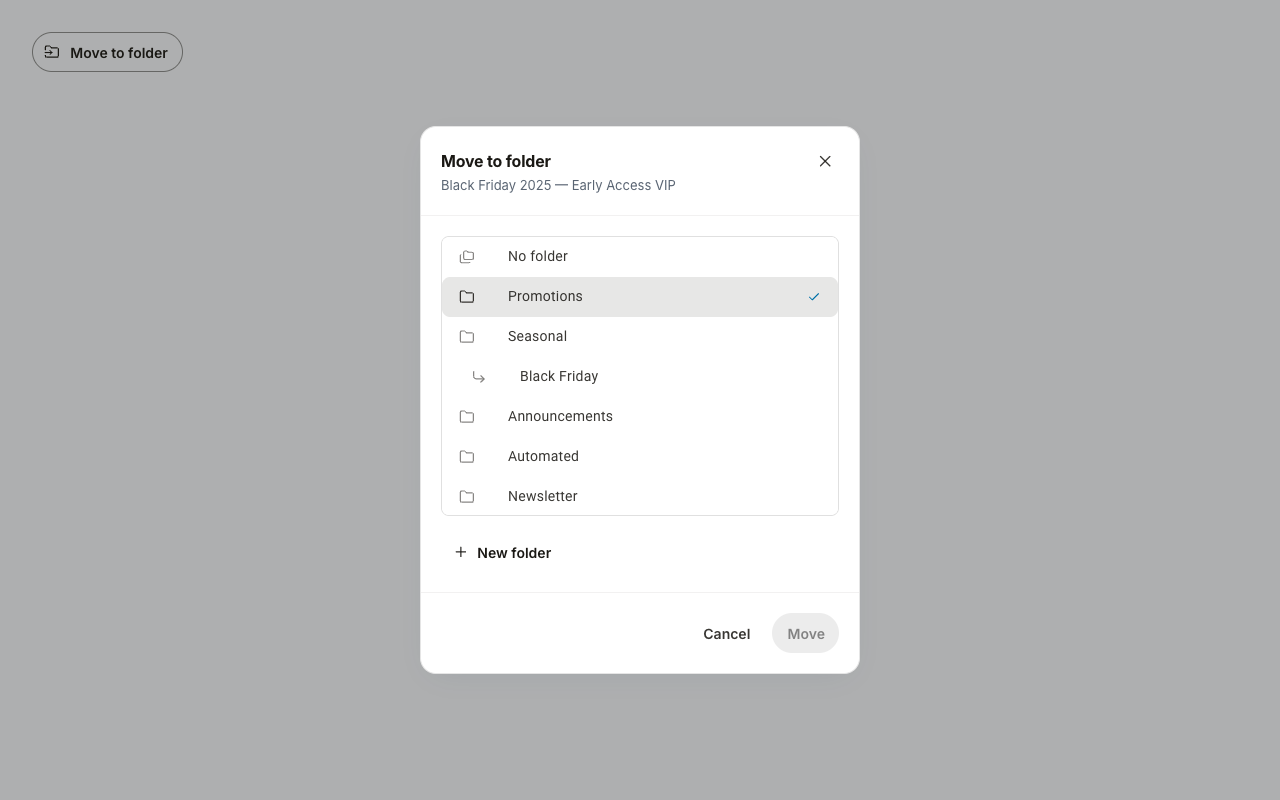 Move to folder
Move to folder
Black Friday 2025 — Early Access VIP
No folder
Promotions
Seasonal
Black Friday
Announcements
Automated
Newsletter
New folder
Cancel
Move